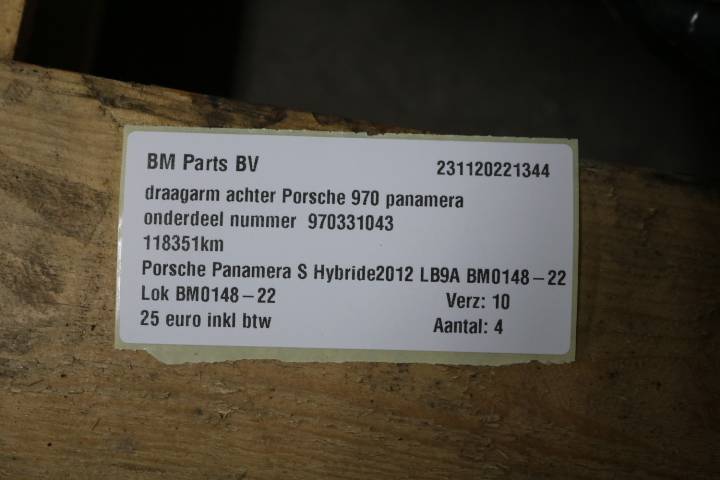 BM Parts BV 231120221344
draagarm achter Porsche 970 panamera
onderdeel nummer 970331043
118351km
Porsche Panamera S Hybride2012 LB9A BM0148-22
Lok BM0148-22 Verz: 10
25 euro inkl btw Aantal: 4